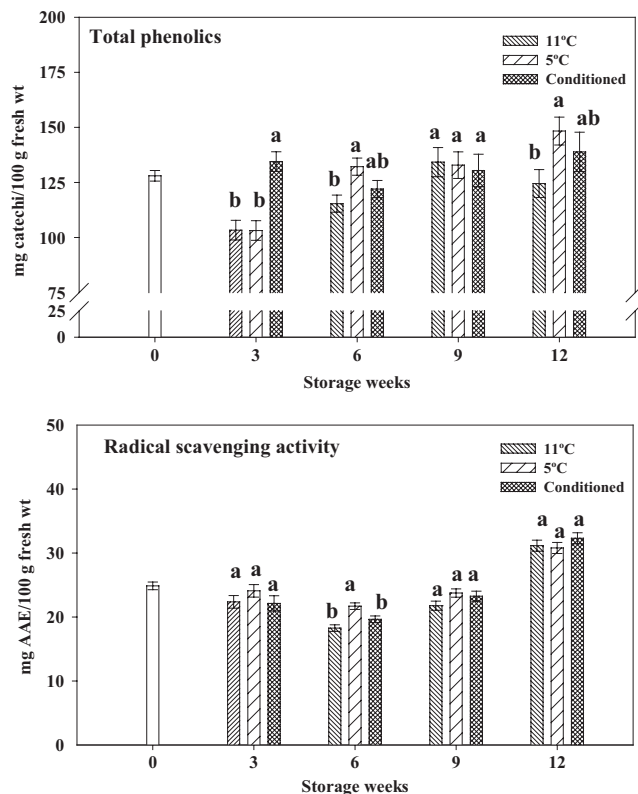 Total phenolics
11ºC
5ºC
Conditioned
mg catechi/100 g fresh wt
200
175
150
125
100
75
25
0
b b a
b a ab
a a a
b a ab
0 3 6 9 12
Storage weeks
Radical scavenging activity
11ºC
5ºC
Conditioned
mg AAE/100 g fresh wt
50
40
30
20
10
0
a a a
b a b
a a a
a a a
0 3 6 9 12
Storage weeks